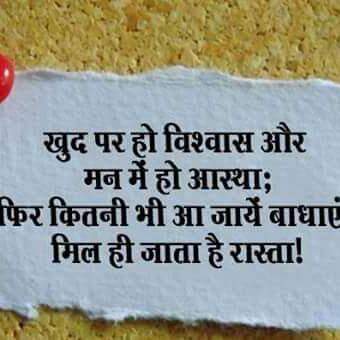 खुद पर हो विश्वास और
मन में हो आस्था;
फिर कितनी भी आ जायें बाधाएं
मिल ही जाता है रास्ता!